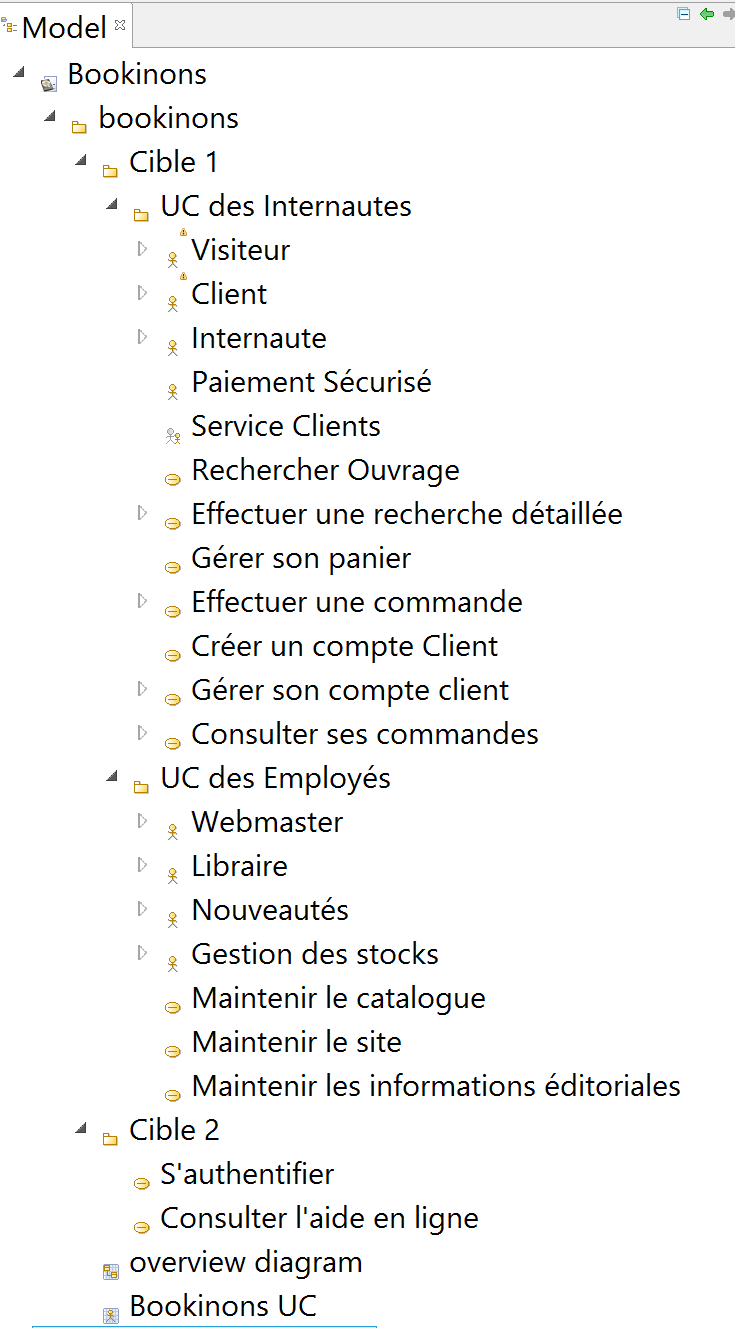 Model
Bookinons
bookinons
Cible 1
UC des Internautes
Visiteur
Client
Internaute
Paiement Sécurisé
Service Clients
Rechercher Ouvrage
Effectuer une recherche détaillée
Gérer son panier
Effectuer une commande
Créer un compte Client
Gérer son compte client
Consulter ses commandes
UC des Employés
Webmaster
Libraire
Nouveautés
Gestion des stocks
Maintenir le catalogue
Maintenir le site
Maintenir les informations éditoriales
Cible 2
S'authentifier
Consulter l'aide en ligne
overview diagram
Bookinons UC